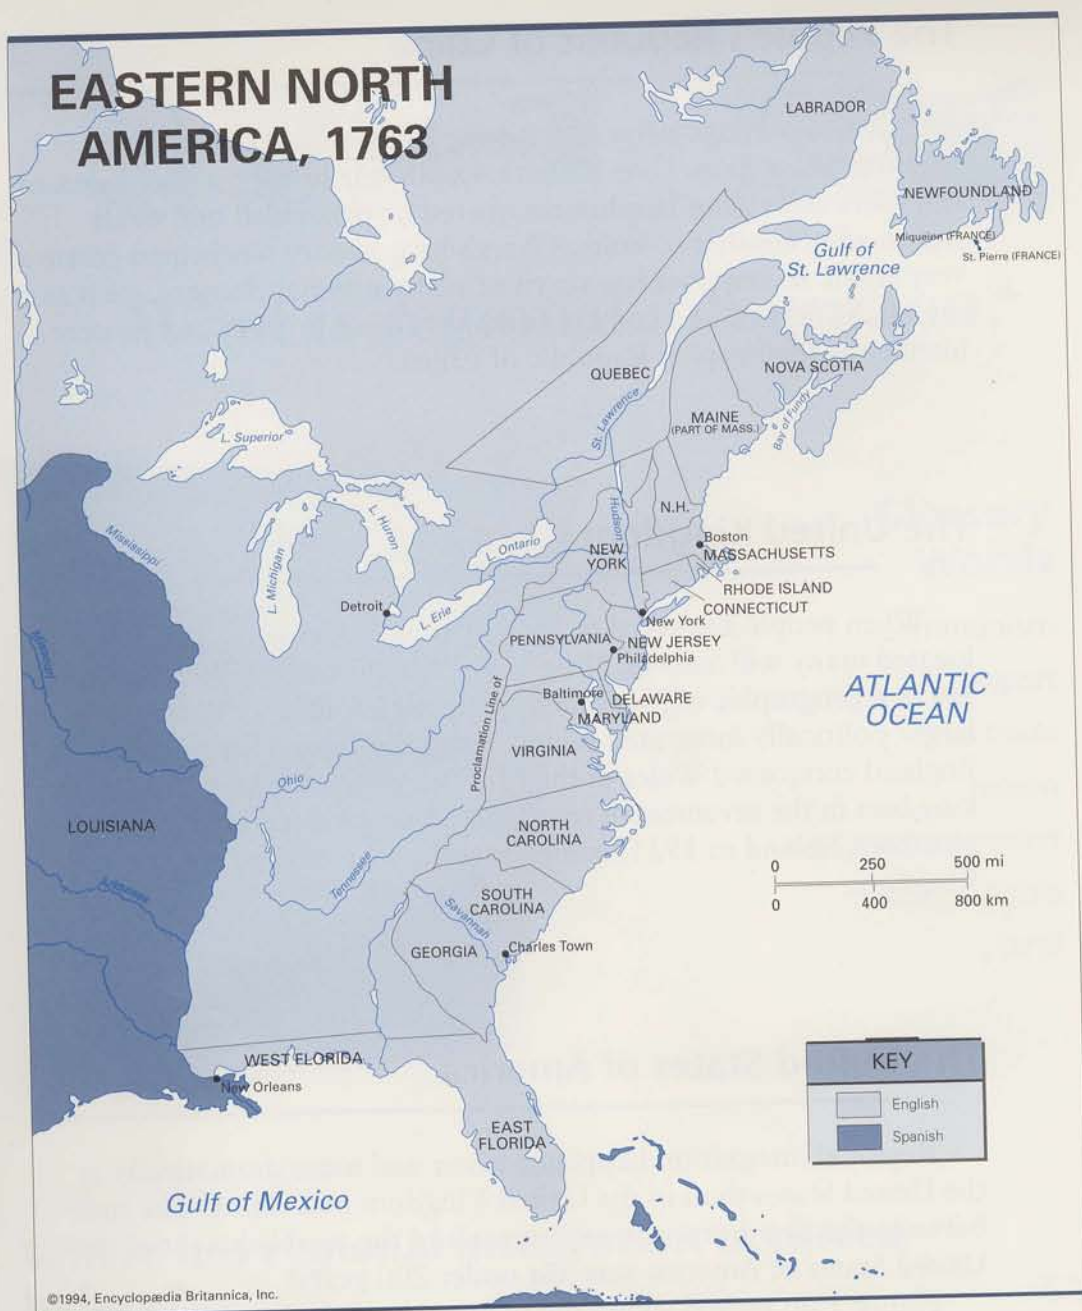 EASTERN NORTH
AMERICA, 1763
LABRADOR
NEWFOUNDLAND
Miqueinn (FRANCE)
St. Pierre (FRANCE)
Gulf of
St. Lawrence
QUEBEC
NOVA SCOTIA
MAINE
(PART OF MASS.)
Bay of Fundy
St. Lawrence
L. Superior
L. Michigan
L. Huron
L. Ontario
L. Erie
Hudson
N.H.
Boston
MASSACHUSETTS
NEW
YORK
RHODE ISLAND
CONNECTICUT
New York
Detroit
PENNSYLVANIA
NEW JERSEY
Philadelphia
Baltimore
DELAWARE
MARYLAND
Proclamation Line of
VIRGINIA
ATLANTIC
OCEAN
Mississippi
Missouri
Ohio
LOUISIANA
Arkansas
Tennessee
NORTH
CAROLINA
SOUTH
CAROLINA
Savannah
GEORGIA
Charles Town
0 250 500 mi
0 400 800 km
WEST FLORIDA
New Orleans
EAST
FLORIDA
KEY
English
Spanish
Gulf of Mexico
©1994, Encyclopædia Britannica, Inc.